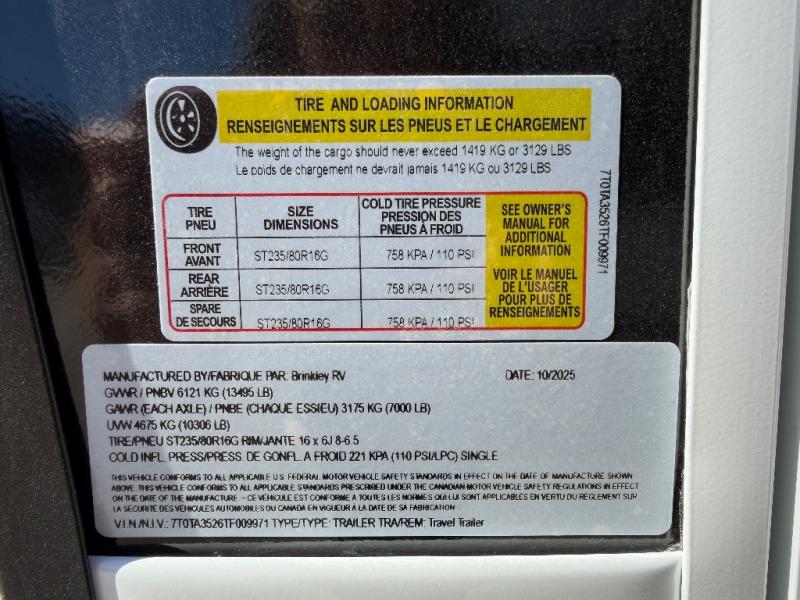 TIRE AND LOADING INFORMATION
RENSEIGNEMENTS SUR LES PNEUS ET LE CHARGEMENT
The weight of the cargo should never exceed 1419 KG or 3129 LBS
Le poids de chargement ne devrait jamais 1419 KG ou 3129 LBS
TIRE PNEU SIZE DIMENSIONS COLD TIRE PRESSURE PRESSION DES PNEUS À FROID
FRONT AVANT ST235/80R16G 758 KPA / 110 PSI
REAR ARRIÈRE ST235/80R16G 758 KPA / 110 PSI
SPARE DE SECOURS ST235/80R16G 758 KPA / 110 PSI
SEE OWNER'S
MANUAL FOR
ADDITIONAL
INFORMATION
VOIR LE MANUEL
DE L'USAGER
POUR PLUS DE
RENSEIGNEMENTS
7T0TA3526TF009971
MANUFACTURED BY/FABRIQUE PAR: Brinkley RV DATE: 10/2025
GVWR / PNBV 6121 KG (13495 LB)
GAWR (EACH AXLE) / PNBE (CHAQUE ESSIEU) 3175 KG (7000 LB)
UVW 4675 KG (10306 LB)
TIRE/PNEU ST235/80R16G RIM/JANTE 16 x 6J 8-6.5
COLD INFL. PRESS/PRESS. DE GONFL. A FROID 221 KPA (110 PSI/LPC) SINGLE
THIS VEHICLE CONFORMS TO ALL APPLICABLE U.S. FEDERAL MOTOR VEHICLE SAFETY STANDARDS IN EFFECT ON THE DATE OF MANUFACTURE SHOWN
ABOVE. THIS VEHICLE CONFORMS TO ALL APPLICABLE STANDARDS PRESCRIBED UNDER THE CANADIAN MOTOR VEHICLE SAFETY REGULATIONS IN EFFECT
ON THE DATE OF THE MANUFACTURE - CE VEHICULE EST CONFORME A TOUTES LES NORMES QUI LUI SONT APPLICABLES EN VERTU DU REGLEMENT SUR
LA SECURITE DES VEHICULES AUTOMOBILES DU CANADA EN VIGUEUR A LA DATE DE SA FABRICATION
V.I.N./N.I.V.: 7T0TA3526TF009971 TYPE/TYPE: TRAILER TRA/REM: Travel Trailer